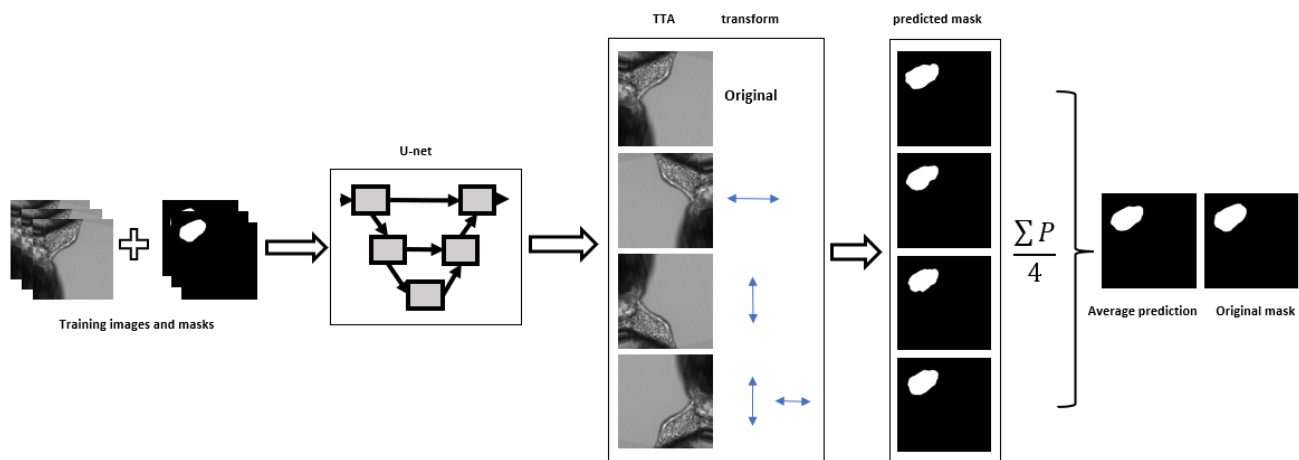 TTA transform
predicted mask
Original
U-net
Training images and masks
∑ P
4
Average prediction
Original mask